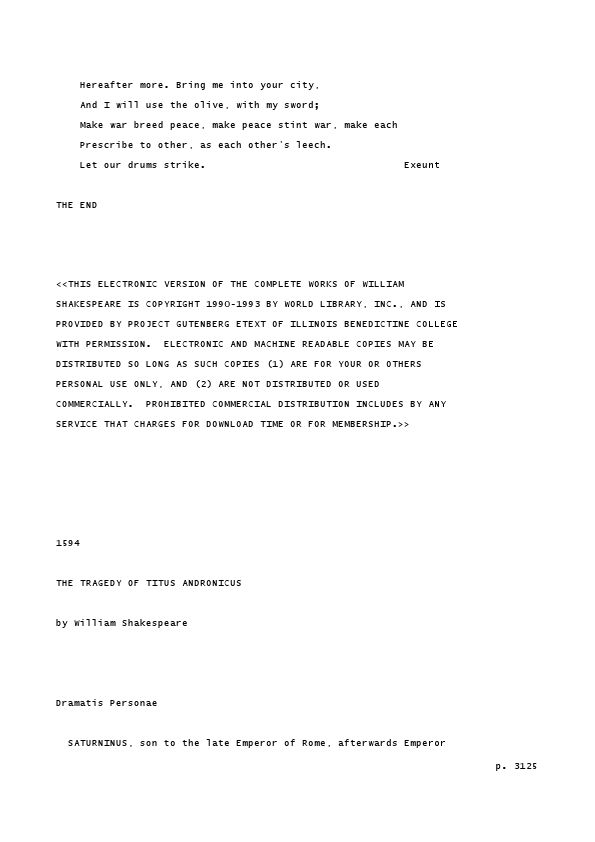 Hereafter more. Bring me into your city,
And I will use the olive, with my sword;
Make war breed peace, make peace stint war, make each
Prescribe to other, as each other's leech.
Let our drums strike.                                 Exeunt
THE END
<<THIS ELECTRONIC VERSION OF THE COMPLETE WORKS OF WILLIAM
SHAKESPEARE IS COPYRIGHT 1990-1993 BY WORLD LIBRARY, INC., AND IS
PROVIDED BY PROJECT GUTENBERG ETEXT OF ILLINOIS BENEDICTINE COLLEGE
WITH PERMISSION.  ELECTRONIC AND MACHINE READABLE COPIES MAY BE
DISTRIBUTED SO LONG AS SUCH COPIES (1) ARE FOR YOUR OR OTHERS
PERSONAL USE ONLY, AND (2) ARE NOT DISTRIBUTED OR USED
COMMERCIALLY.  PROHIBITED COMMERCIAL DISTRIBUTION INCLUDES BY ANY
SERVICE THAT CHARGES FOR DOWNLOAD TIME OR FOR MEMBERSHIP.>>
1594
THE TRAGEDY OF TITUS ANDRONICUS
by William Shakespeare
Dramatis Personae
SATURNINUS, son to the late Emperor of Rome, afterwards Emperor
p. 3125